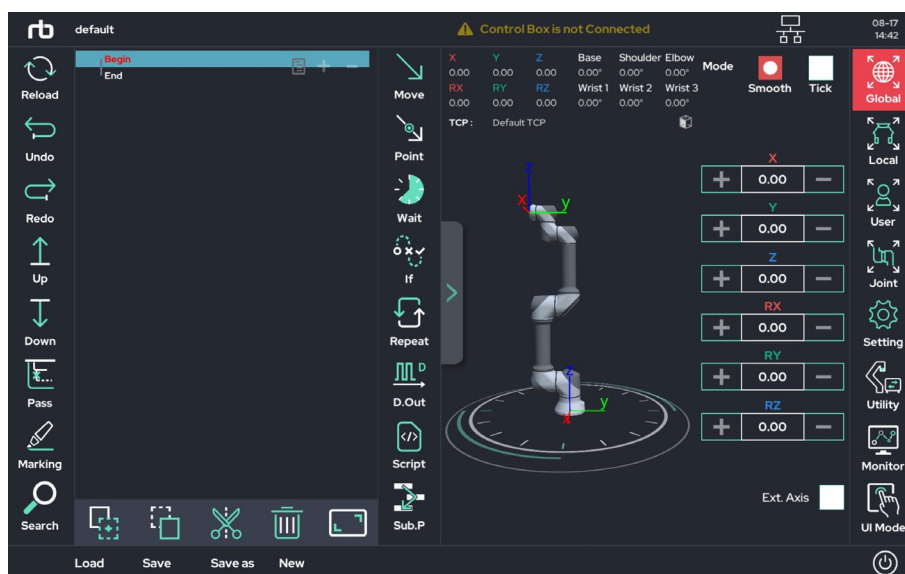 rb
default
Control Box is not Connected
08-17
14:42
Reload
Undo
Redo
Up
Down
Pass
Marking
Search
Begin
End
Move
Point
Wait
If
Repeat
D
D.Out
Script
Sub.P
X Y Z Base Shoulder Elbow
0.00 0.00 0.00 0.00° 0.00° 0.00°
RX RY RZ Wrist 1 Wrist 2 Wrist 3
0.00 0.00 0.00 0.00° 0.00° 0.00°
TCP : Default TCP
Mode
Smooth
Tick
z
x
y
z
y
x
X
+ 0.00 −
Y
+ 0.00 −
Z
+ 0.00 −
RX
+ 0.00 −
RY
+ 0.00 −
RZ
+ 0.00 −
Ext. Axis
Global
Local
User
Joint
Setting
Utility
Monitor
UI Mode
Load Save Save as New